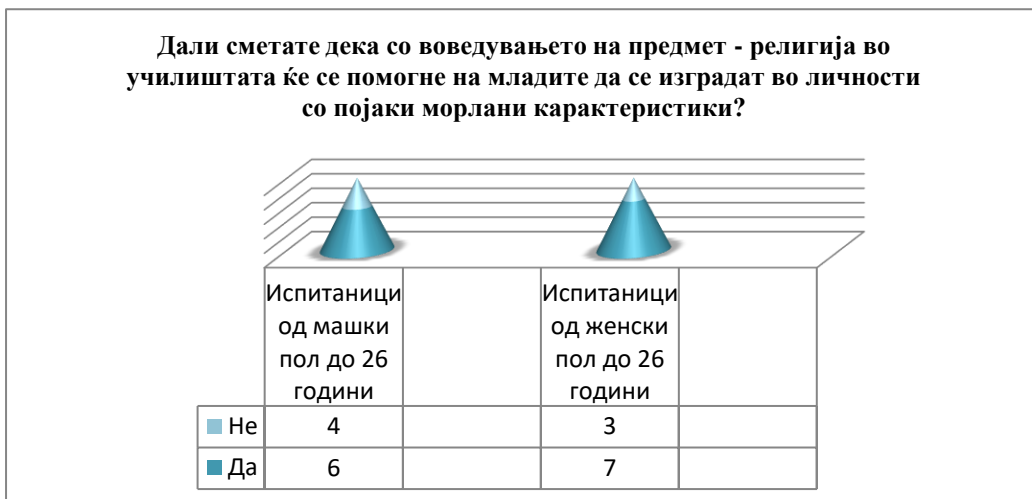 Дали сметате дека со воведувањето на предмет - религија во
училиштата ќе се помогне на младите да се изградат во личности
со појаки морлани карактеристики?
Испитаници
од машки
пол до 26
години
Испитаници
од женски
пол до 26
години
Не 4 3
Да 6 7